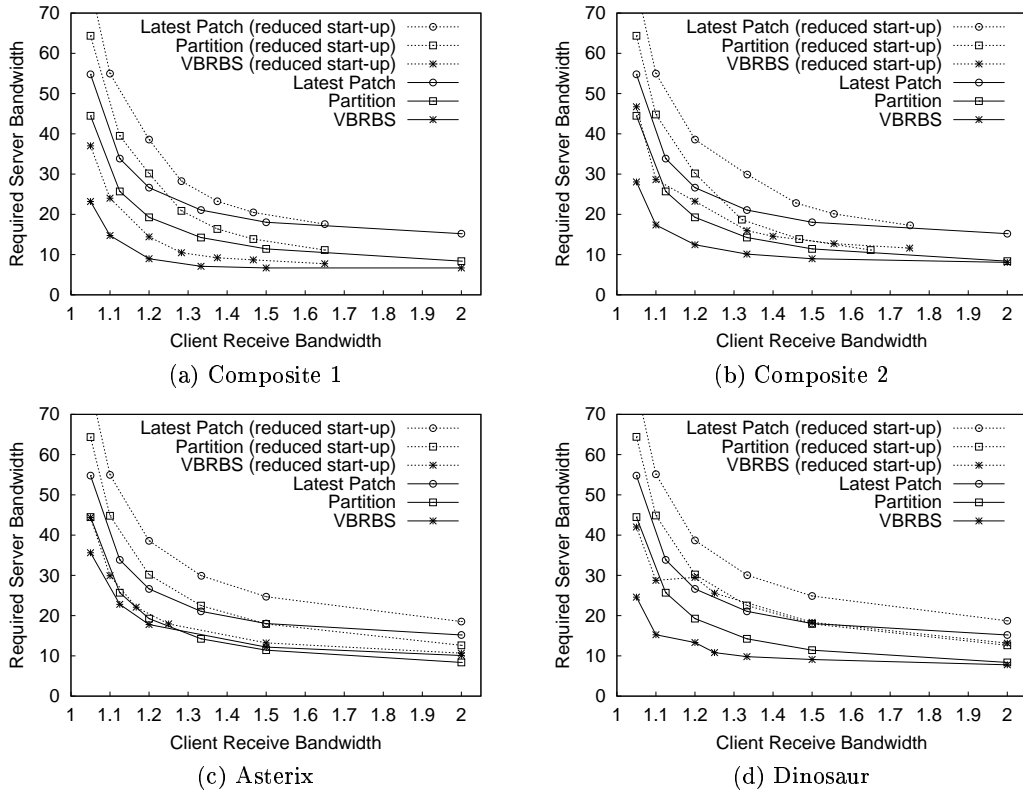 Required Server Bandwidth
70
60
50
40
30
20
10
0
Latest Patch (reduced start-up)
Partition (reduced start-up)
VBRBS (reduced start-up)
Latest Patch
Partition
VBRBS
1 1.1 1.2 1.3 1.4 1.5 1.6 1.7 1.8 1.9 2
Client Receive Bandwidth
(a) Composite 1
Required Server Bandwidth
70
60
50
40
30
20
10
0
Latest Patch (reduced start-up)
Partition (reduced start-up)
VBRBS (reduced start-up)
Latest Patch
Partition
VBRBS
1 1.1 1.2 1.3 1.4 1.5 1.6 1.7 1.8 1.9 2
Client Receive Bandwidth
(b) Composite 2
Required Server Bandwidth
70
60
50
40
30
20
10
0
Latest Patch (reduced start-up)
Partition (reduced start-up)
VBRBS (reduced start-up)
Latest Patch
Partition
VBRBS
1 1.1 1.2 1.3 1.4 1.5 1.6 1.7 1.8 1.9 2
Client Receive Bandwidth
(c) Asterix
Required Server Bandwidth
70
60
50
40
30
20
10
0
Latest Patch (reduced start-up)
Partition (reduced start-up)
VBRBS (reduced start-up)
Latest Patch
Partition
VBRBS
1 1.1 1.2 1.3 1.4 1.5 1.6 1.7 1.8 1.9 2
Client Receive Bandwidth
(d) Dinosaur